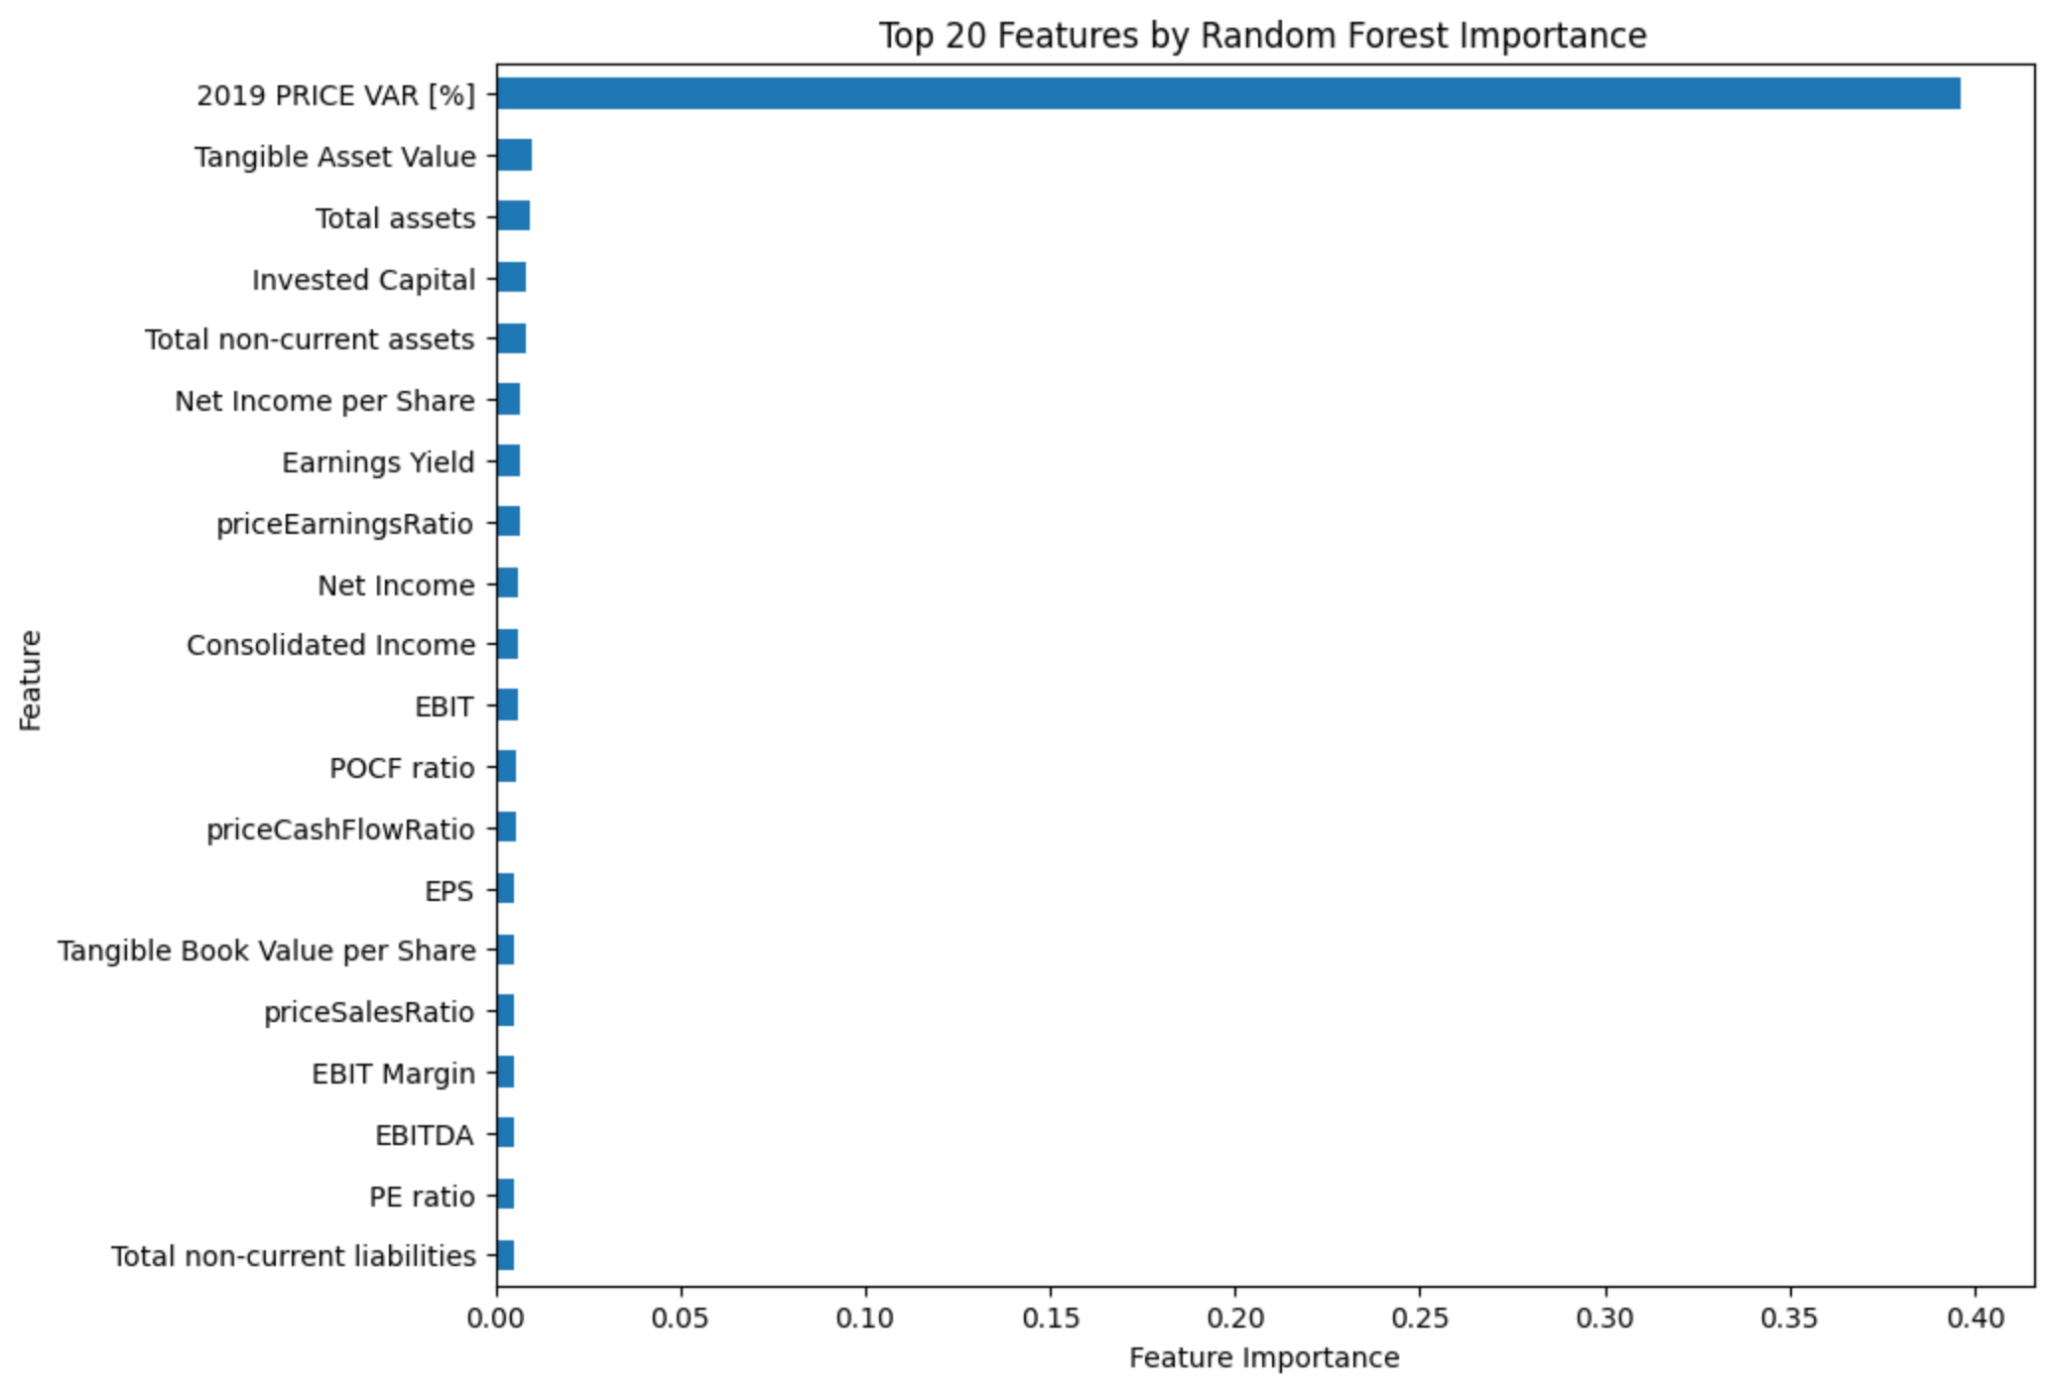 Top 20 Features by Random Forest Importance
2019 PRICE VAR [%]
Tangible Asset Value
Total assets
Invested Capital
Total non-current assets
Net Income per Share
Earnings Yield
priceEarningsRatio
Net Income
Consolidated Income
EBIT
POCF ratio
priceCashFlowRatio
EPS
Tangible Book Value per Share
priceSalesRatio
EBIT Margin
EBITDA
PE ratio
Total non-current liabilities
Feature
0.00 0.05 0.10 0.15 0.20 0.25 0.30 0.35 0.40
Feature Importance